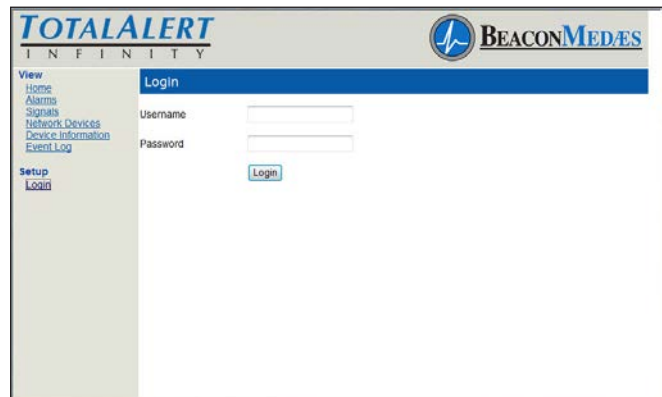 TOTALALERT
INFINITY
BEACONMEDÆS
View
Home
Alarms
Signals
Network Devices
Device Information
Event Log
Setup
Login
Login
Username
Password
Login